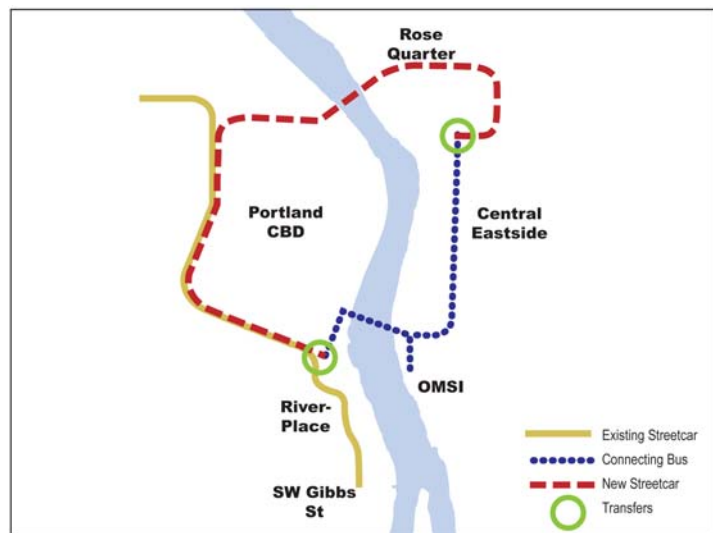 Rose
Quarter
Portland
CBD
Central
Eastside
OMSI
River-
Place
SW Gibbs
St
Existing Streetcar
Connecting Bus
New Streetcar
Transfers